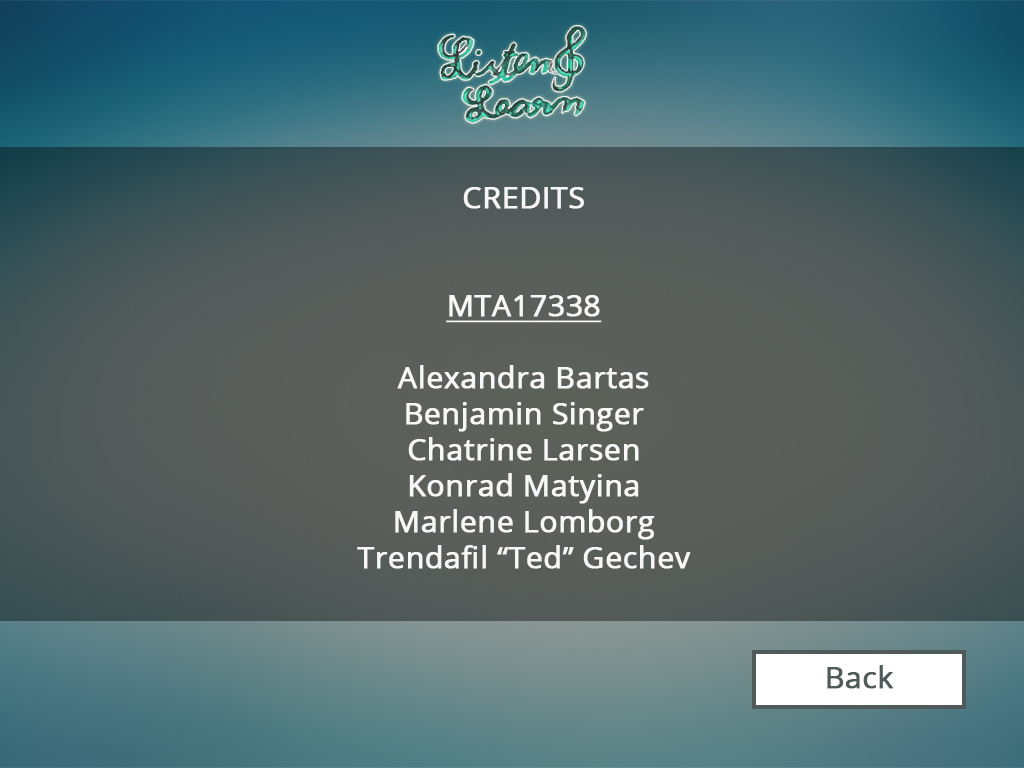 Listen &
Learn
CREDITS
MTA17338
Alexandra Bartas
Benjamin Singer
Chatrine Larsen
Konrad Matyina
Marlene Lomborg
Trendafil “Ted” Gechev
Back